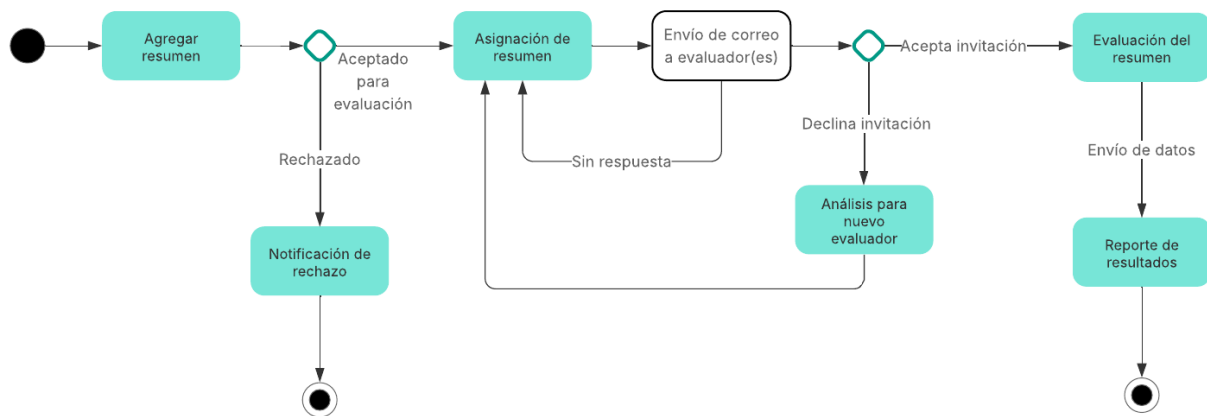 Agregar
resumen
Aceptado
para
evaluación
Asignación de
resumen
Envío de correo
a evaluador(es)
Acepta invitación
Evaluación del
resumen
Declina invitación
Rechazado
Sin respuesta
Envío de datos
Análisis para
nuevo
evaluador
Notificación de
rechazo
Reporte de
resultados